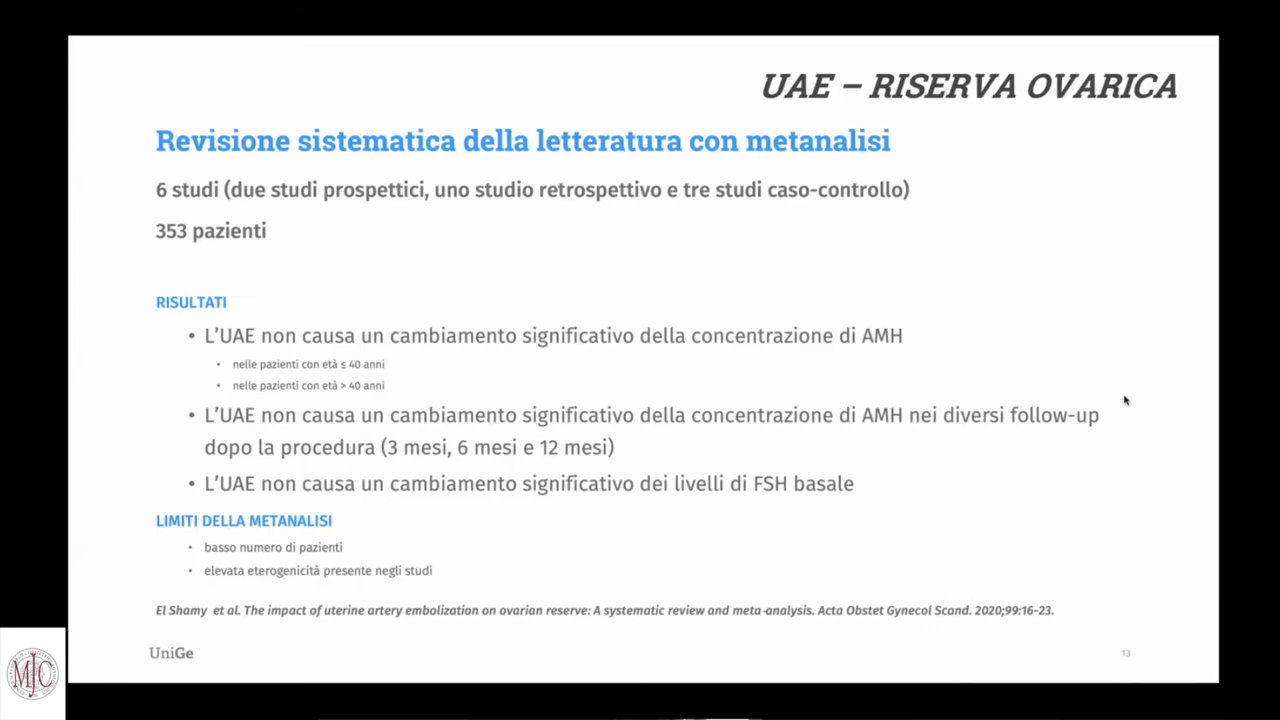 UAE – RISERVA OVARICA
Revisione sistematica della letteratura con metanalisi
6 studi (due studi prospettici, uno studio retrospettivo e tre studi caso-controllo)
353 pazienti
RISULTATI
• L'UAE non causa un cambiamento significativo della concentrazione di AMH
• nelle pazienti con età ≤ 40 anni
• nelle pazienti con età > 40 anni
• L'UAE non causa un cambiamento significativo della concentrazione di AMH nei diversi follow-up
dopo la procedura (3 mesi, 6 mesi e 12 mesi)
• L'UAE non causa un cambiamento significativo dei livelli di FSH basale
LIMITI DELLA METANALISI
• basso numero di pazienti
• elevata eterogenicità presente negli studi
El Shamy et al. The impact of uterine artery embolization on ovarian reserve: A systematic review and meta-analysis. Acta Obstet Gynecol Scand. 2020;99:16-23.
UniGe
13
MJC